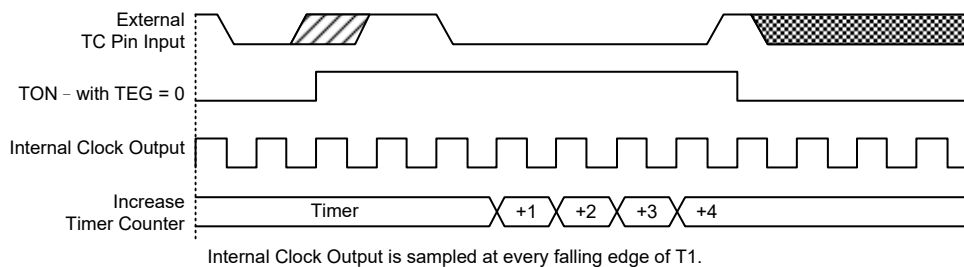 External
TC Pin Input
TON - with TEG = 0
Internal Clock Output
Increase
Timer Counter
Timer
+1
+2
+3
+4
Internal Clock Output is sampled at every falling edge of T1.